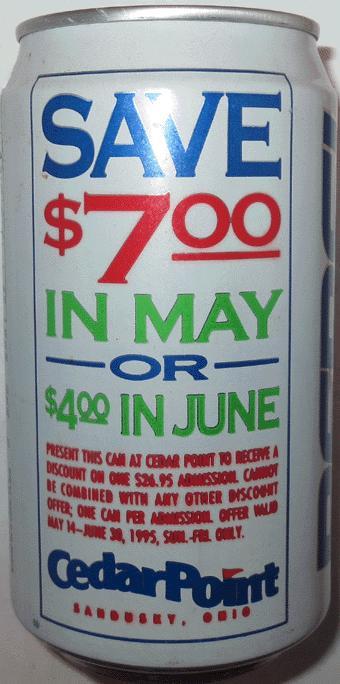 SAVE
$7.00
IN MAY
OR
$4.00 IN JUNE
PRESENT THIS CAN AT CEDAR POINT TO RECEIVE A
DISCOUNT ON ONE $26.95 ADMISSION. CANNOT
BE COMBINED WITH ANY OTHER DISCOUNT
OFFER; ONE CAN PER ADMISSION. OFFER VALID
MAY 14-JUNE 30, 1995, SUN.-FRI. ONLY.
CedarPoint
SANDUSKY, OHIO